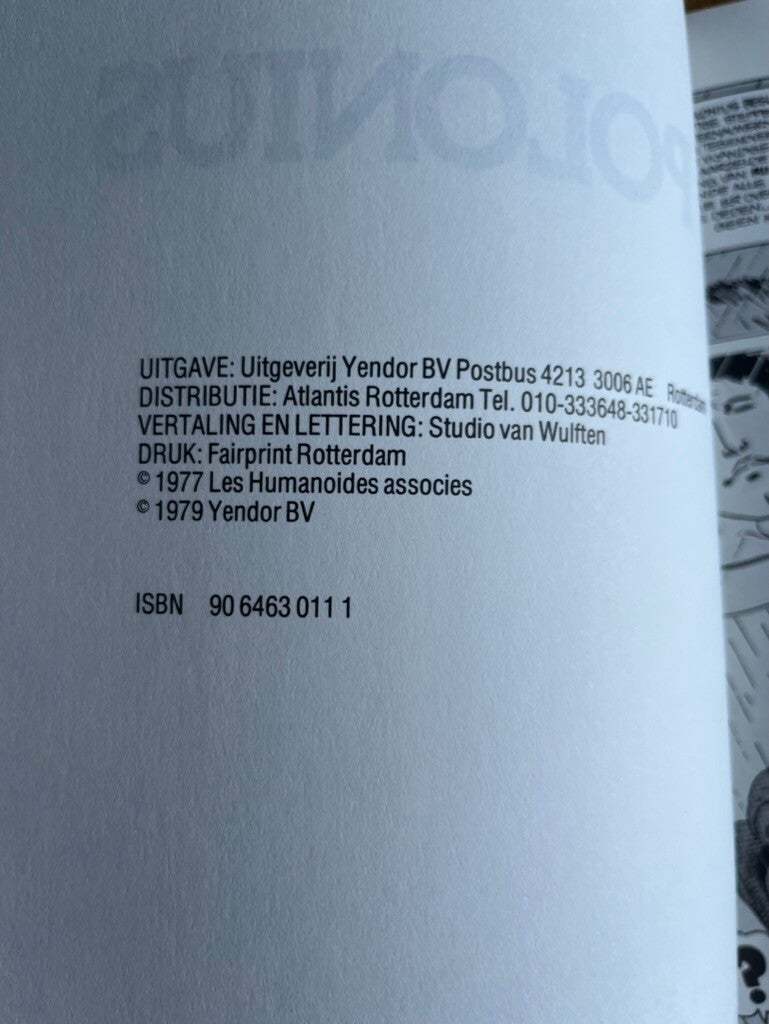 POLONIUS
UITGAVE: Uitgeverij Yendor BV Postbus 4213 3006 AE Rotterdam
DISTRIBUTIE: Atlantis Rotterdam Tel. 010-333648-331710
VERTALING EN LETTERING: Studio van Wulften
DRUK: Fairprint Rotterdam
© 1977 Les Humanoides associes
© 1979 Yendor BV
ISBN 90 6463 011 1